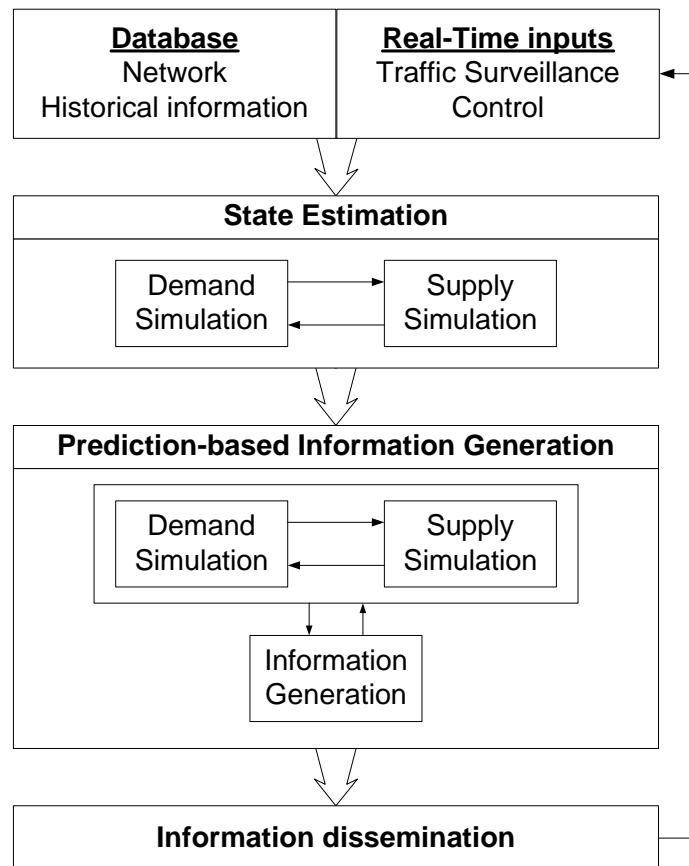 Database
Network
Historical information
Real-Time inputs
Traffic Surveillance
Control
State Estimation
Demand
Simulation
Supply
Simulation
Prediction-based Information Generation
Demand
Simulation
Supply
Simulation
Information
Generation
Information dissemination